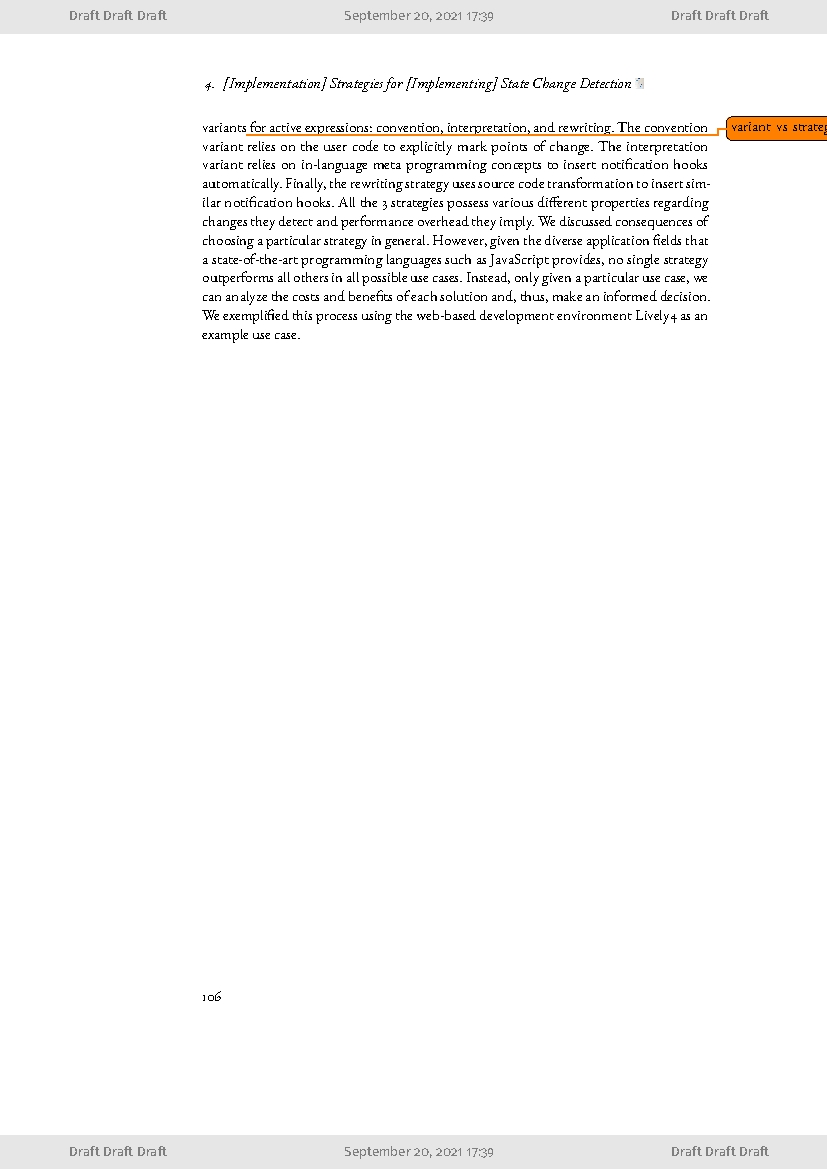 Draft Draft Draft September 20, 2021 17:39 Draft Draft Draft
4. [Implementation] Strategies for [Implementing] State Change Detection
variants for active expressions: convention, interpretation, and rewriting. The convention
variant vs strateg
variant relies on the user code to explicitly mark points of change. The interpretation
variant relies on in-language meta programming concepts to insert notification hooks
automatically. Finally, the rewriting strategy uses source code transformation to insert sim-
ilar notification hooks. All the 3 strategies possess various different properties regarding
changes they detect and performance overhead they imply. We discussed consequences of
choosing a particular strategy in general. However, given the diverse application fields that
a state-of-the-art programming languages such as JavaScript provides, no single strategy
outperforms all others in all possible use cases. Instead, only given a particular use case, we
can analyze the costs and benefits of each solution and, thus, make an informed decision.
We exemplified this process using the web-based development environment Lively4 as an
example use case.
106
Draft Draft Draft September 20, 2021 17:39 Draft Draft Draft